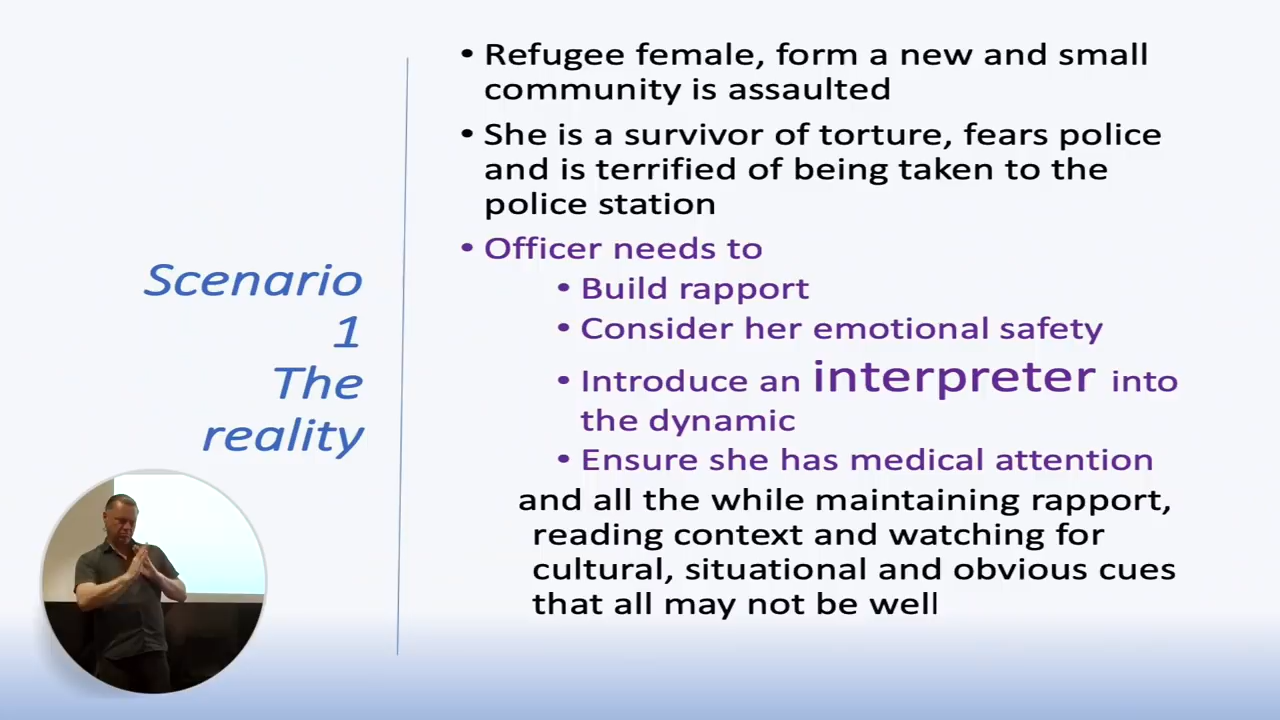 Scenario
1
The
reality
• Refugee female, form a new and small
community is assaulted
• She is a survivor of torture, fears police
and is terrified of being taken to the
police station
• Officer needs to
• Build rapport
• Consider her emotional safety
• Introduce an interpreter into
the dynamic
• Ensure she has medical attention
and all the while maintaining rapport,
reading context and watching for
cultural, situational and obvious cues
that all may not be well